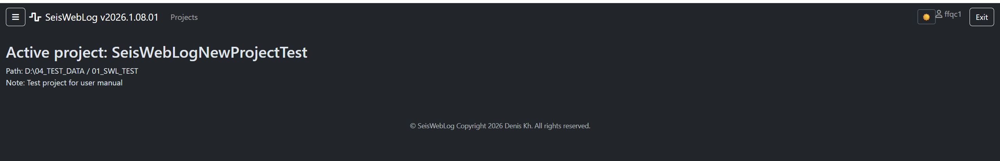 SeisWebLog v2026.1.08.01 Projects ffqc1 Exit
Active project: SeisWebLogNewProjectTest
Path: D:\04_TEST_DATA / 01_SWL_TEST
Note: Test project for user manual
© SeisWebLog Copyright 2026 Denis Kh. All rights reserved.